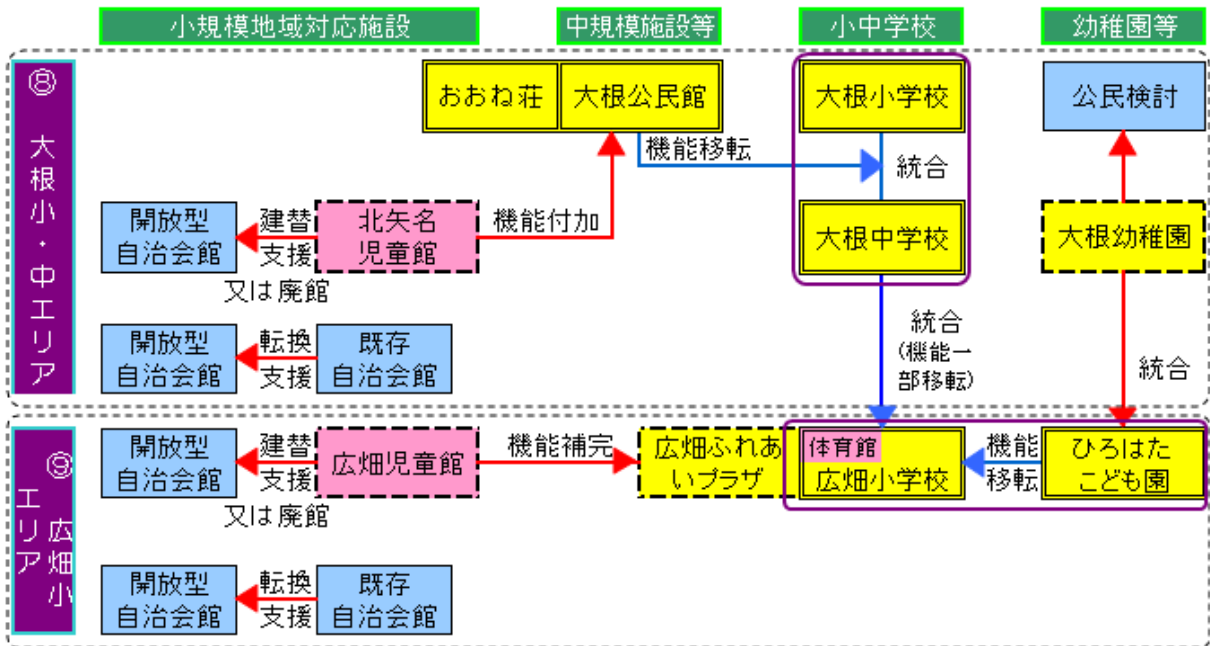 小規模地域対応施設
中規模施設等
小中学校
幼稚園等
⑧ 大根小・中エリア
おおね荘
大根公民館
大根小学校
公民検討
機能移転
統合
開放型
自治会館
建替
支援
北矢名
児童館
機能付加
大根中学校
大根幼稚園
又は廃館
開放型
自治会館
転換
支援
既存
自治会館
統合
(機能一
部移転)
統合
⑨ 広畑小
エリア
開放型
自治会館
建替
支援
広畑児童館
機能補完
広畑ふれあ
いプラザ
体育館
広畑小学校
機能
移転
ひろはた
こども園
又は廃館
開放型
自治会館
転換
支援
既存
自治会館